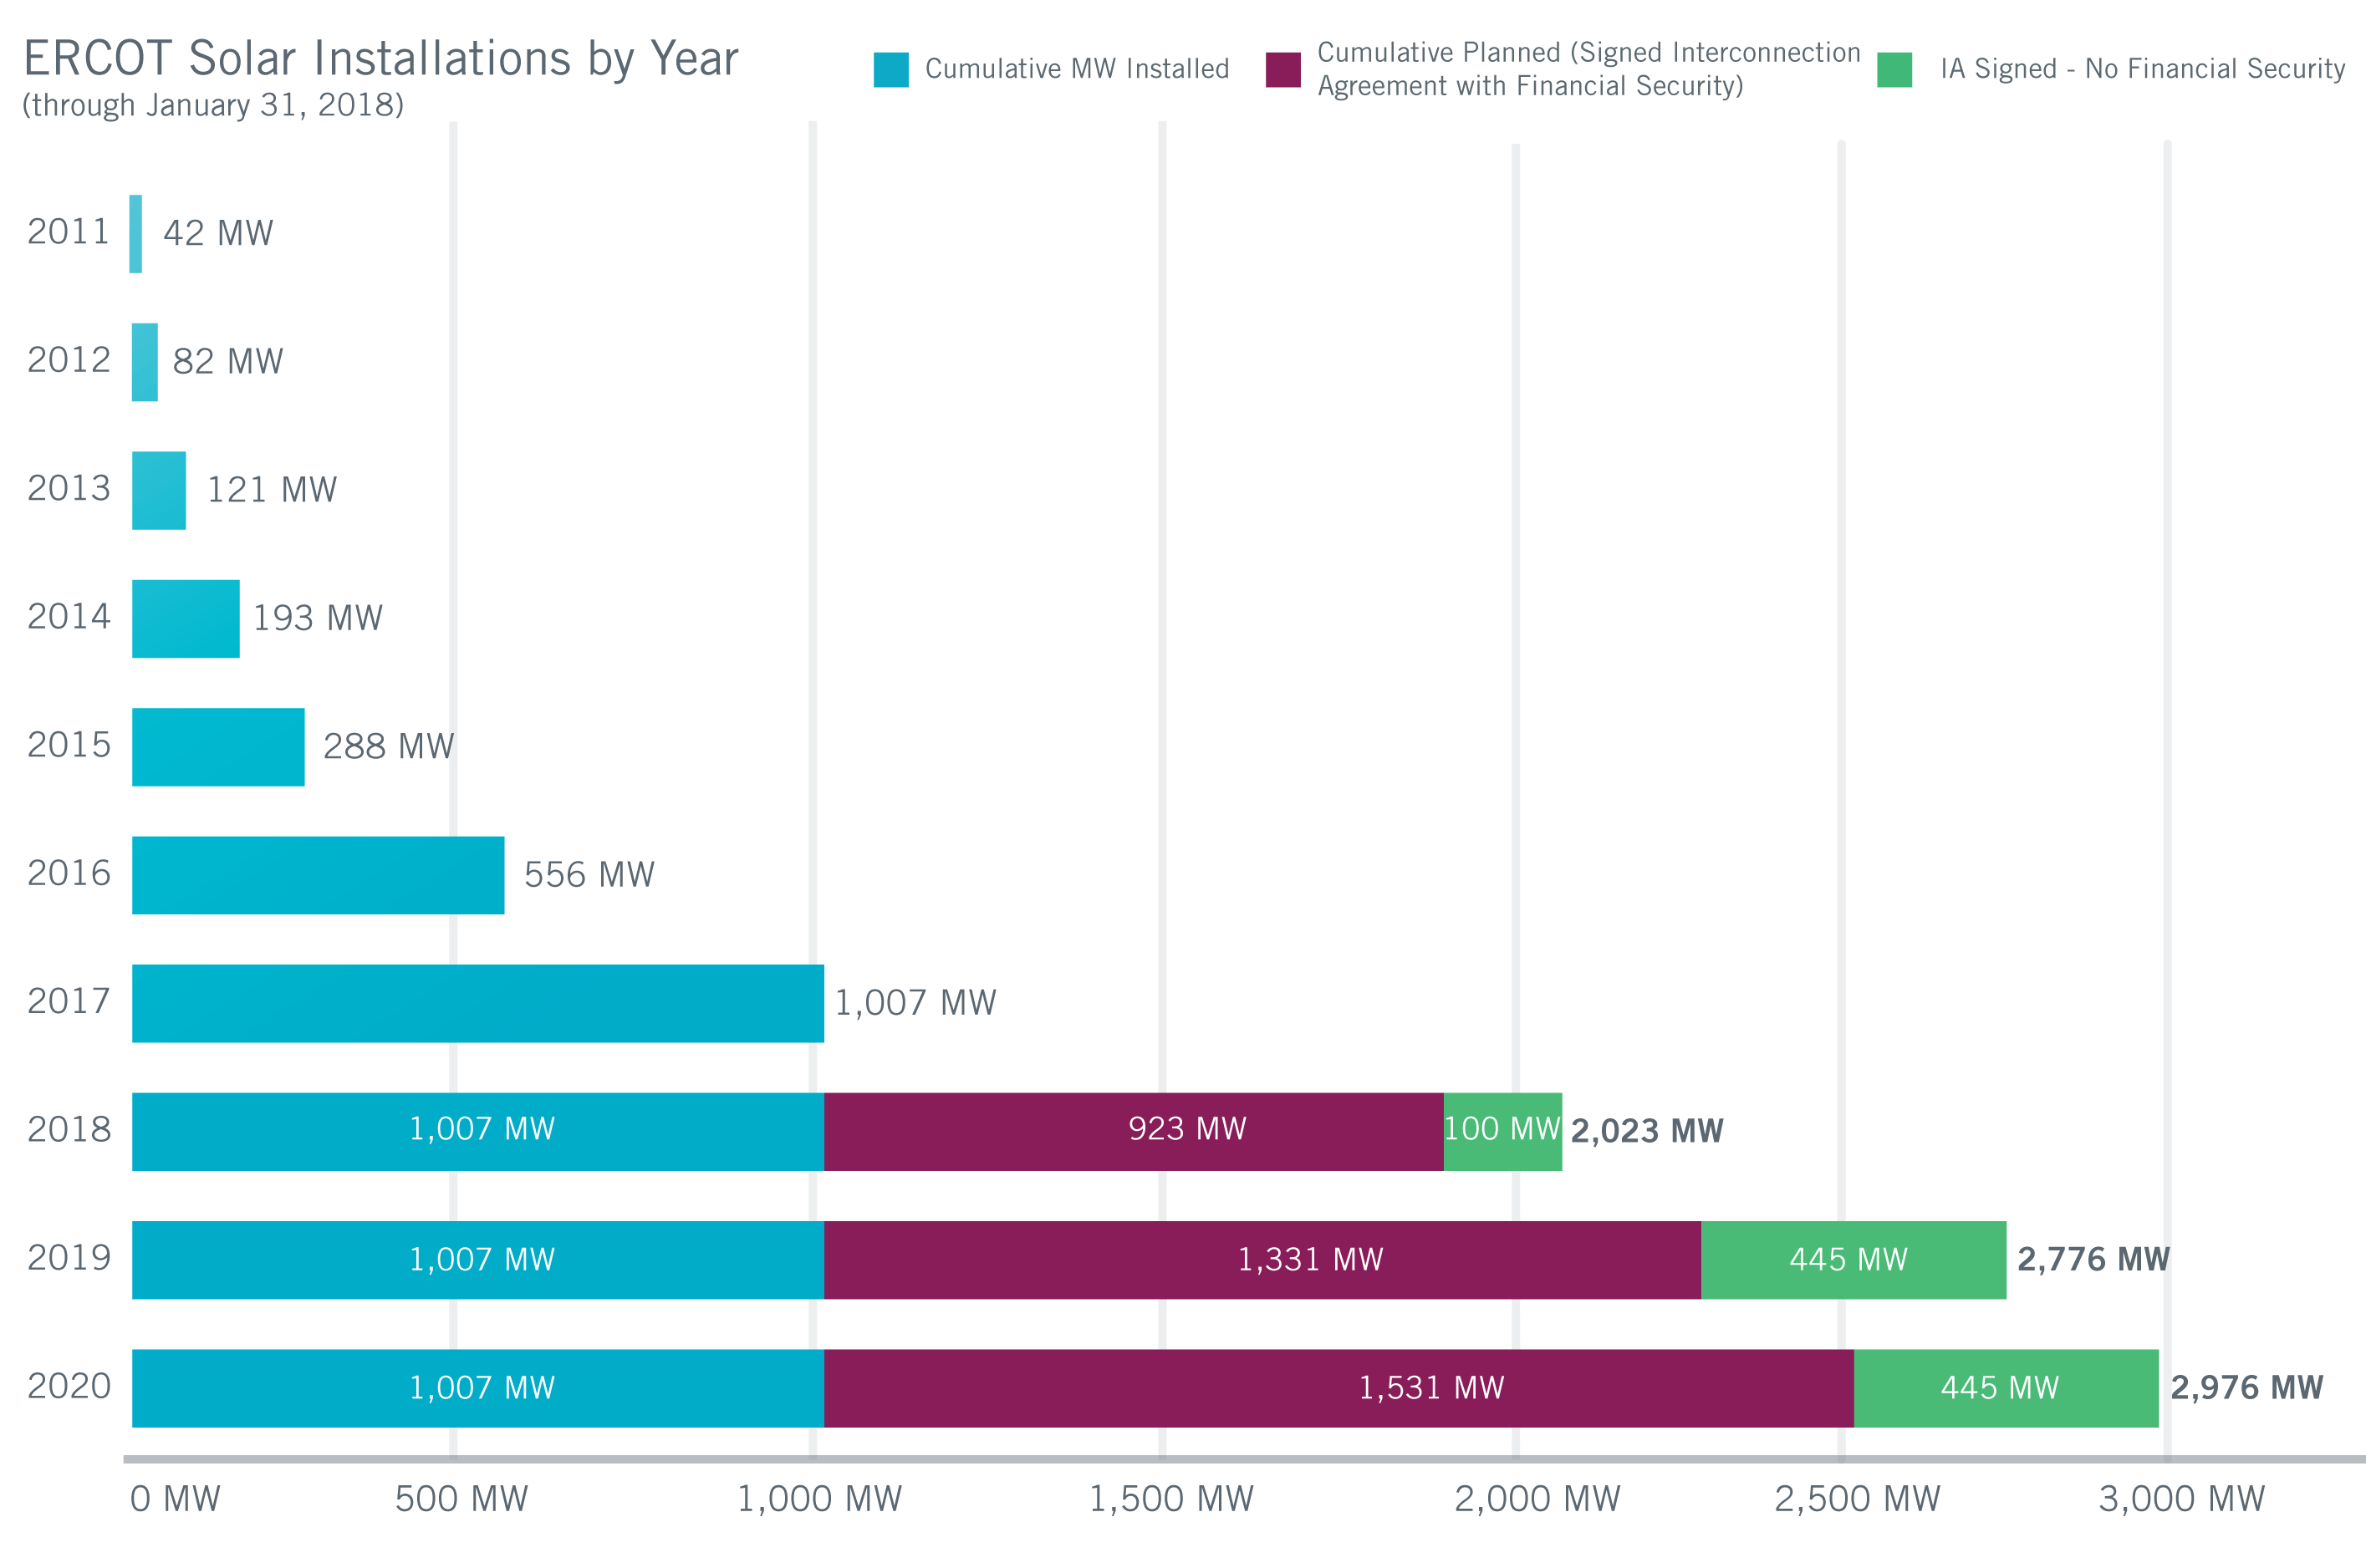 ERCOT Solar Installations by Year
(through January 31, 2018)
Cumulative MW Installed
Cumulative Planned (Signed Interconnection
Agreement with Financial Security)
IA Signed - No Financial Security
2011 42 MW
2012 82 MW
2013 121 MW
2014 193 MW
2015 288 MW
2016 556 MW
2017 1,007 MW
2018 1,007 MW 923 MW 100 MW 2,023 MW
2019 1,007 MW 1,331 MW 445 MW 2,776 MW
2020 1,007 MW 1,531 MW 445 MW 2,976 MW
0 MW 500 MW 1,000 MW 1,500 MW 2,000 MW 2,500 MW 3,000 MW